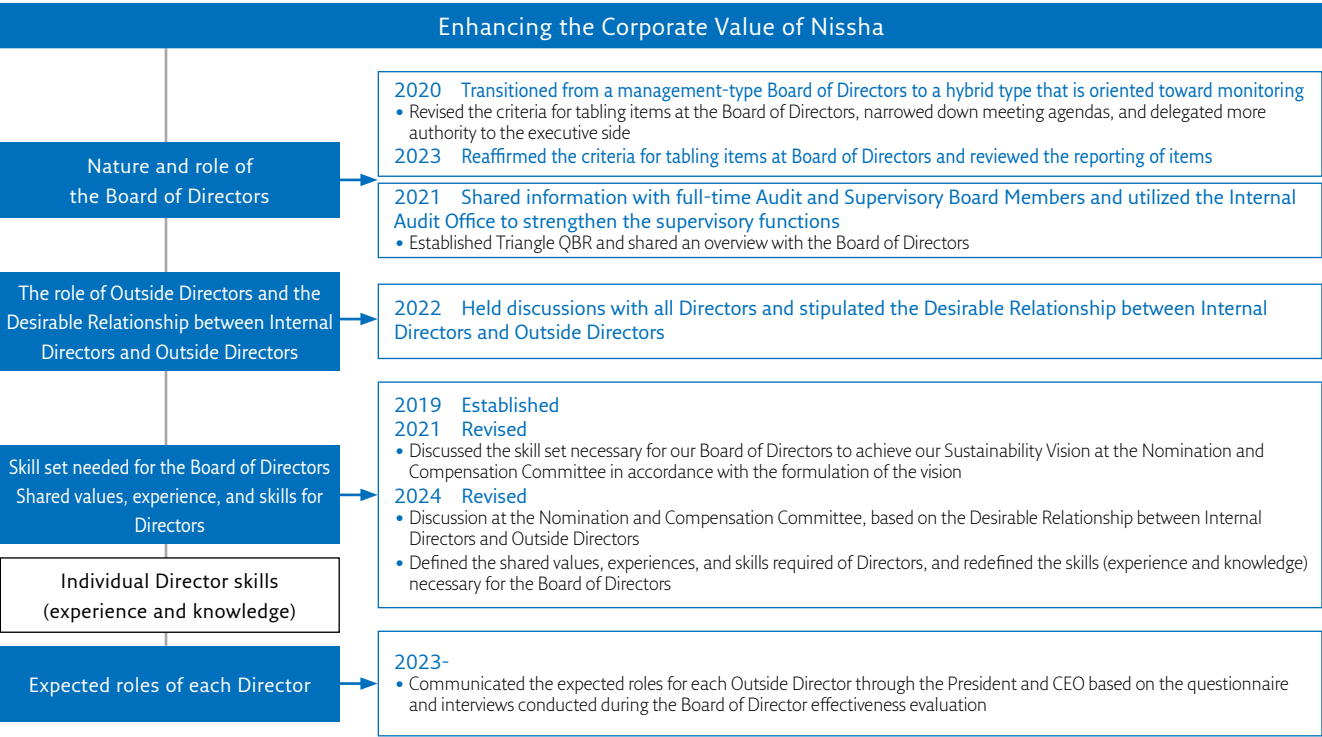 Enhancing the Corporate Value of Nissha
Nature and role of
the Board of Directors
2020 Transitioned from a management-type Board of Directors to a hybrid type that is oriented toward monitoring
• Revised the criteria for tabling items at the Board of Directors, narrowed down meeting agendas, and delegated more
authority to the executive side
2023 Reaffirmed the criteria for tabling items at Board of Directors and reviewed the reporting of items
2021 Shared information with full-time Audit and Supervisory Board Members and utilized the Internal
Audit Office to strengthen the supervisory functions
• Established Triangle QBR and shared an overview with the Board of Directors
The role of Outside Directors and the
Desirable Relationship between Internal
Directors and Outside Directors
2022 Held discussions with all Directors and stipulated the Desirable Relationship between Internal
Directors and Outside Directors
Skill set needed for the Board of Directors
Shared values, experience, and skills for
Directors
2019 Established
2021 Revised
• Discussed the skill set necessary for our Board of Directors to achieve our Sustainability Vision at the Nomination and
Compensation Committee in accordance with the formulation of the vision
2024 Revised
• Discussion at the Nomination and Compensation Committee, based on the Desirable Relationship between Internal
Directors and Outside Directors
• Defined the shared values, experiences, and skills required of Directors, and redefined the skills (experience and knowledge)
necessary for the Board of Directors
Individual Director skills
(experience and knowledge)
Expected roles of each Director
2023-
• Communicated the expected roles for each Outside Director through the President and CEO based on the questionnaire
and interviews conducted during the Board of Director effectiveness evaluation